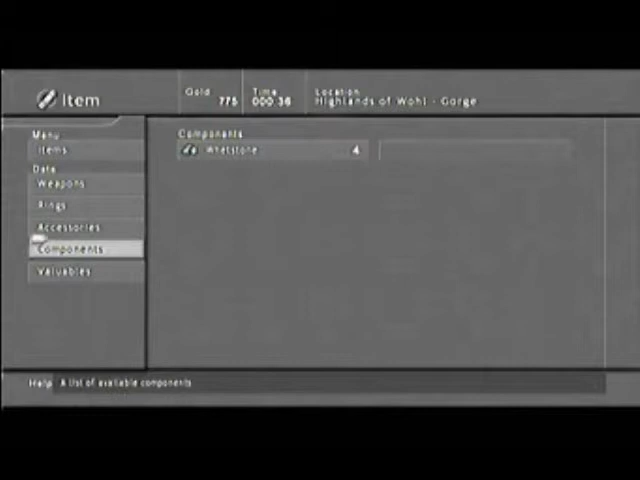 Item
Gold
775
Time
000:36
Location
Highlands of Wohl - Gorge
Menu
Items
Data
Weapons
Rings
Accessories
Components
Valuables
Components
Whetstone 4
Help A list of available components